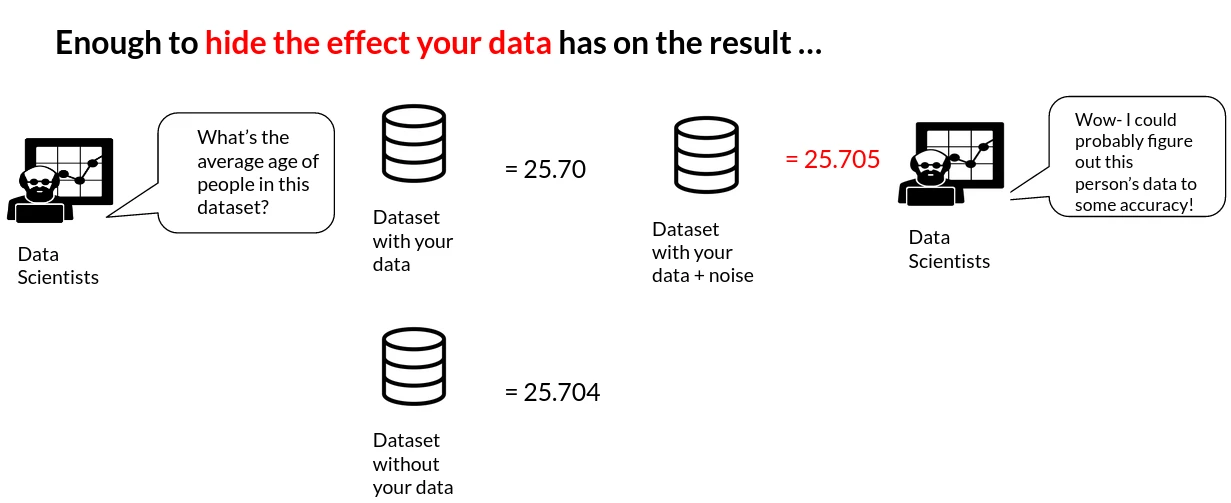 Enough to hide the effect your data has on the result ...
What's the
average age of
people in this
dataset?
Data
Scientists
Dataset
with your
data
= 25.70
Dataset
with your
data + noise
= 25.705
Wow- I could
probably figure
out this
person's data to
some accuracy!
Data
Scientists
Dataset
without
your data
= 25.704